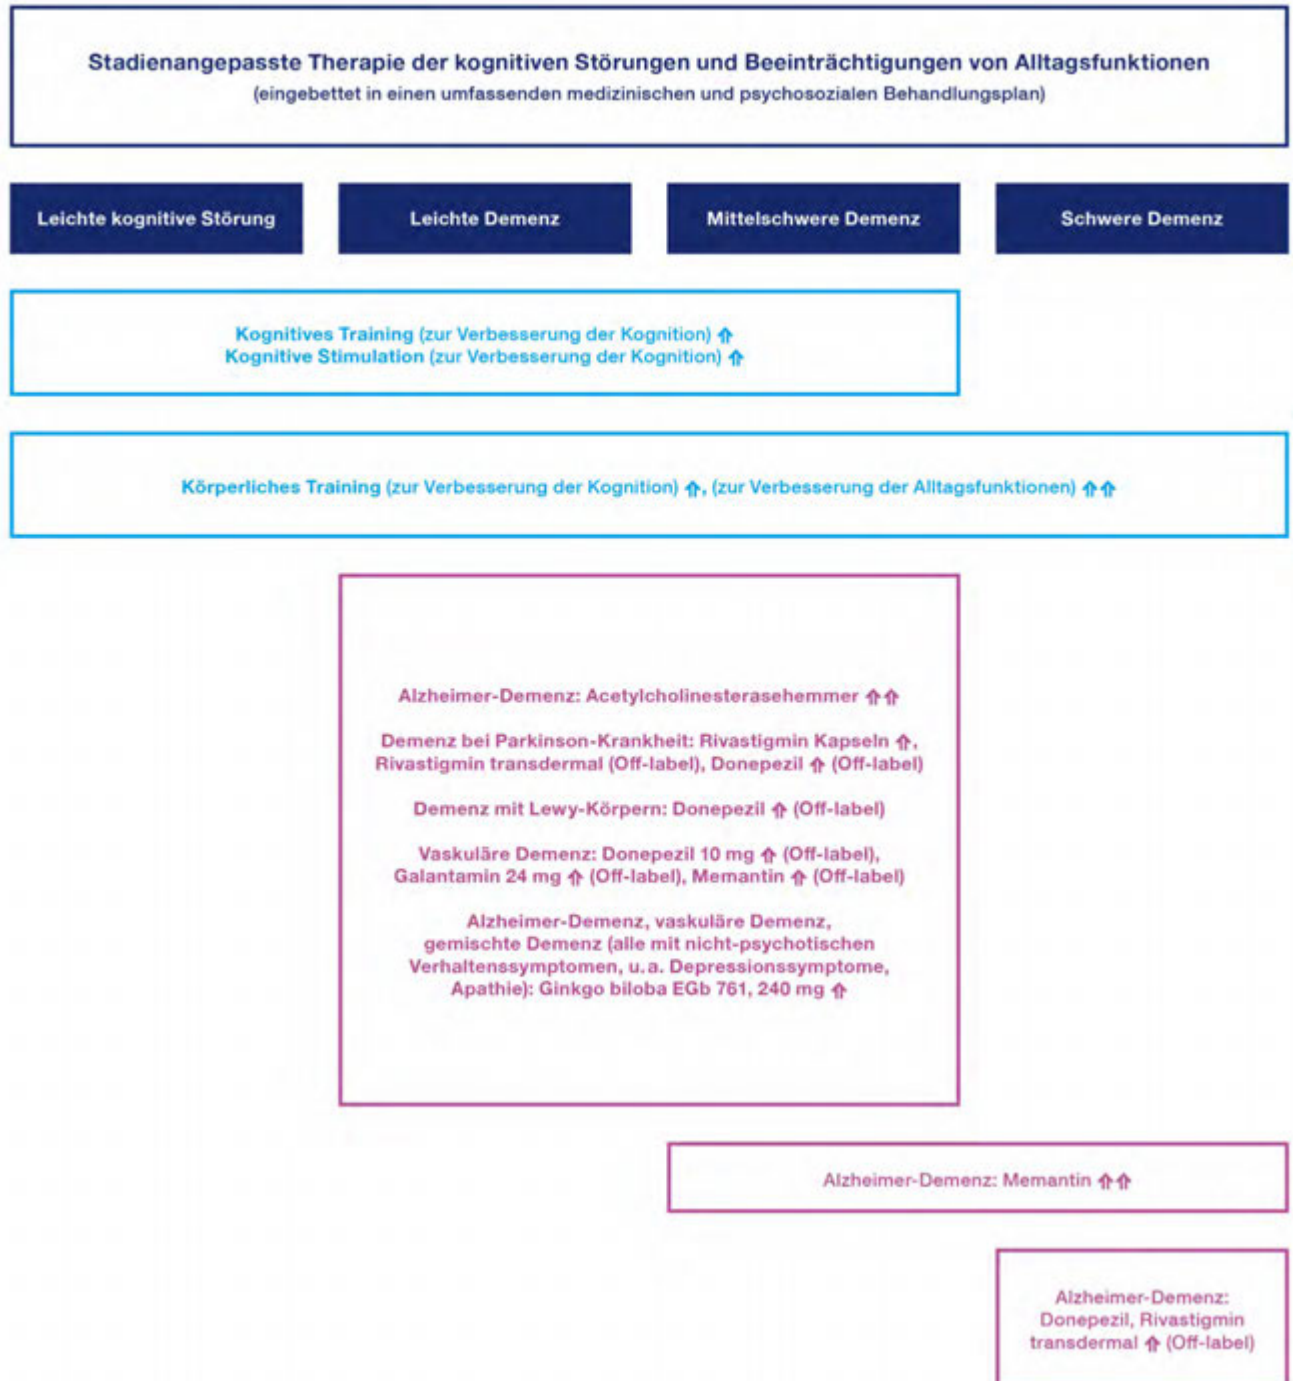 Stadienangepasste Therapie der kognitiven Störungen und Beeinträchtigungen von Alltagsfunktionen
(eingebettet in einen umfassenden medizinischen und psychosozialen Behandlungsplan)
Leichte kognitive Störung
Leichte Demenz
Mittelschwere Demenz
Schwere Demenz
Kognitives Training (zur Verbesserung der Kognition) ⇑
Kognitive Stimulation (zur Verbesserung der Kognition) ⇑
Körperliches Training (zur Verbesserung der Kognition) ⇑, (zur Verbesserung der Alltagsfunktionen) ⇑⇑
Alzheimer-Demenz: Acetylcholinesterasehemmer ⇑⇑
Demenz bei Parkinson-Krankheit: Rivastigmin Kapseln ⇑,
Rivastigmin transdermal (Off-label), Donepezil ⇑ (Off-label)
Demenz mit Lewy-Körpern: Donepezil ⇑ (Off-label)
Vaskuläre Demenz: Donepezil 10 mg ⇑ (Off-label),
Galantamin 24 mg ⇑ (Off-label), Memantin ⇑ (Off-label)
Alzheimer-Demenz, vaskuläre Demenz,
gemischte Demenz (alle mit nicht-psychotischen
Verhaltenssymptomen, u. a. Depressionssymptome,
Apathie): Ginkgo biloba EGb 761, 240 mg ⇑
Alzheimer-Demenz: Memantin ⇑⇑
Alzheimer-Demenz:
Donepezil, Rivastigmin
transdermal ⇑ (Off-label)